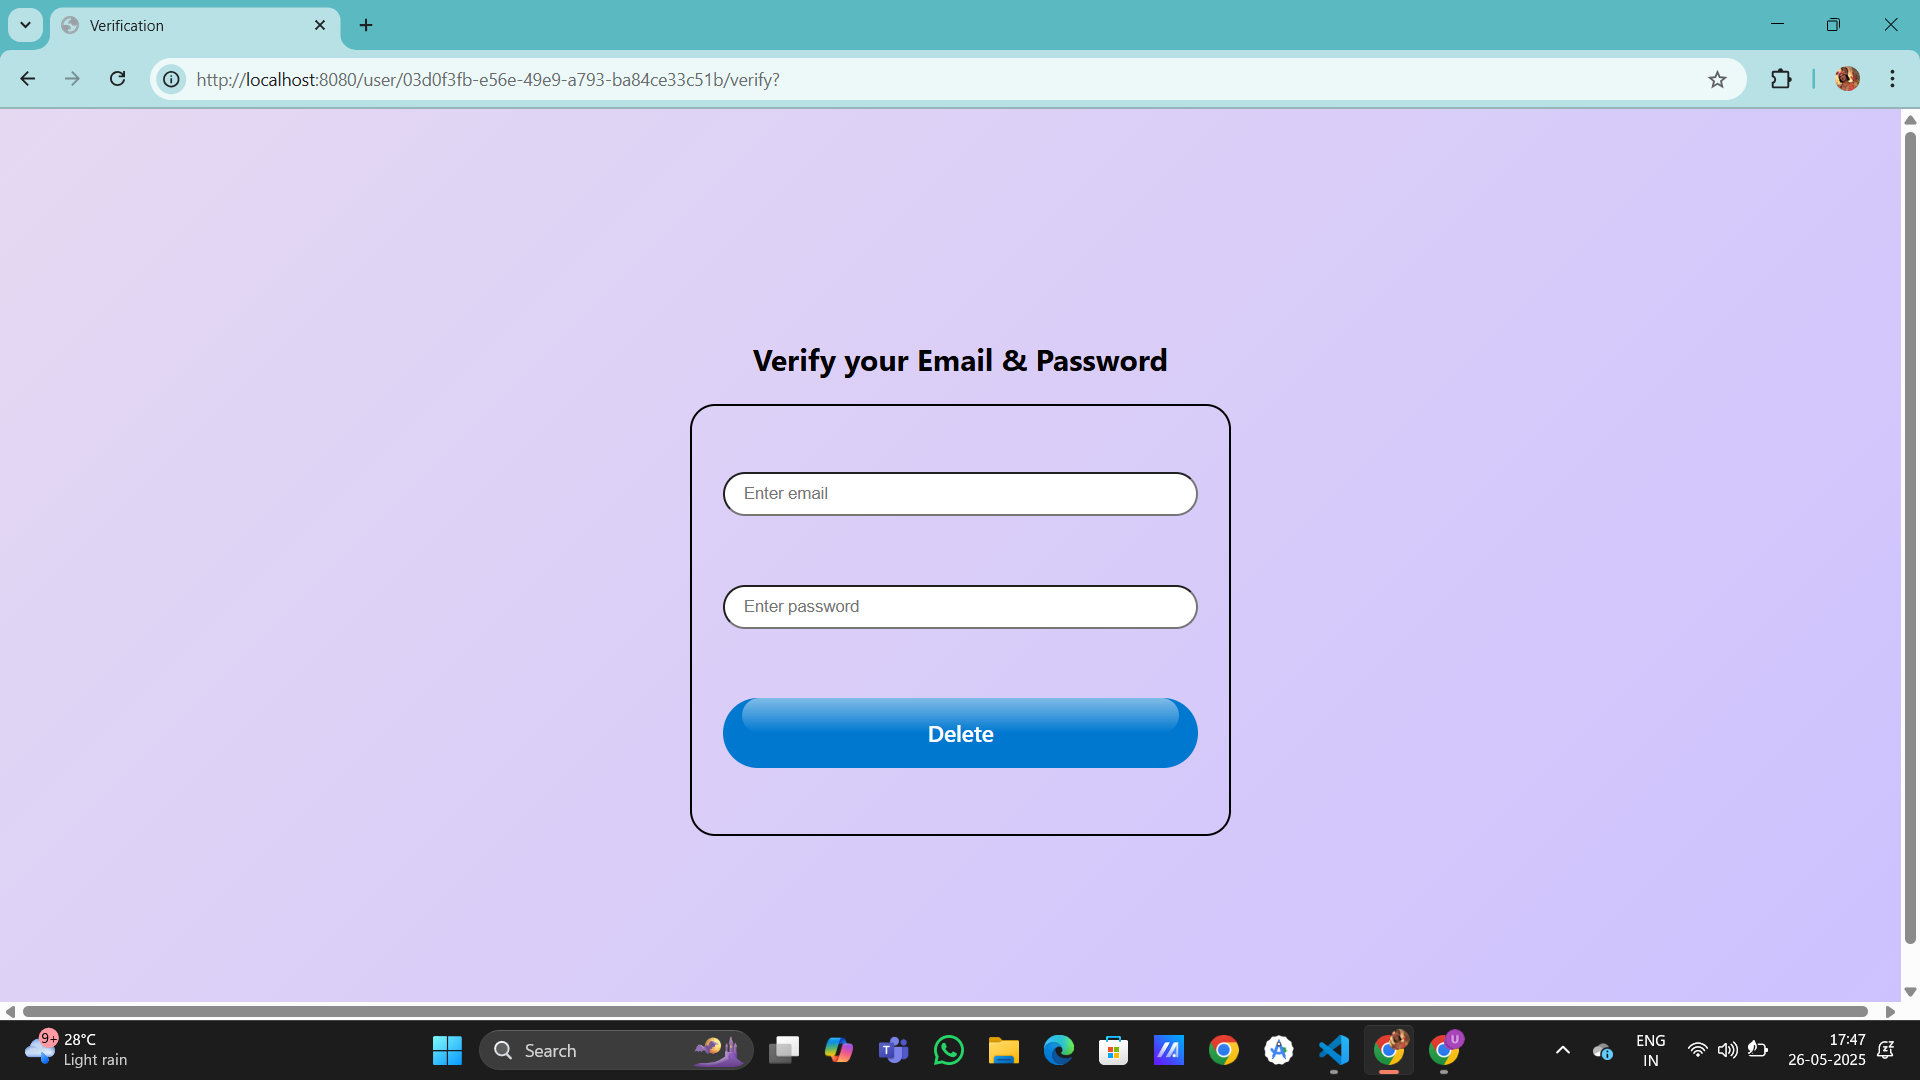 Verification
http://localhost:8080/user/03d0f3fb-e56e-49e9-a793-ba84ce33c51b/verify?
Verify your Email & Password
Enter email
Enter password
Delete
9+
28°C
Light rain
Search
T
U
ENG
IN
17:47
26-05-2025